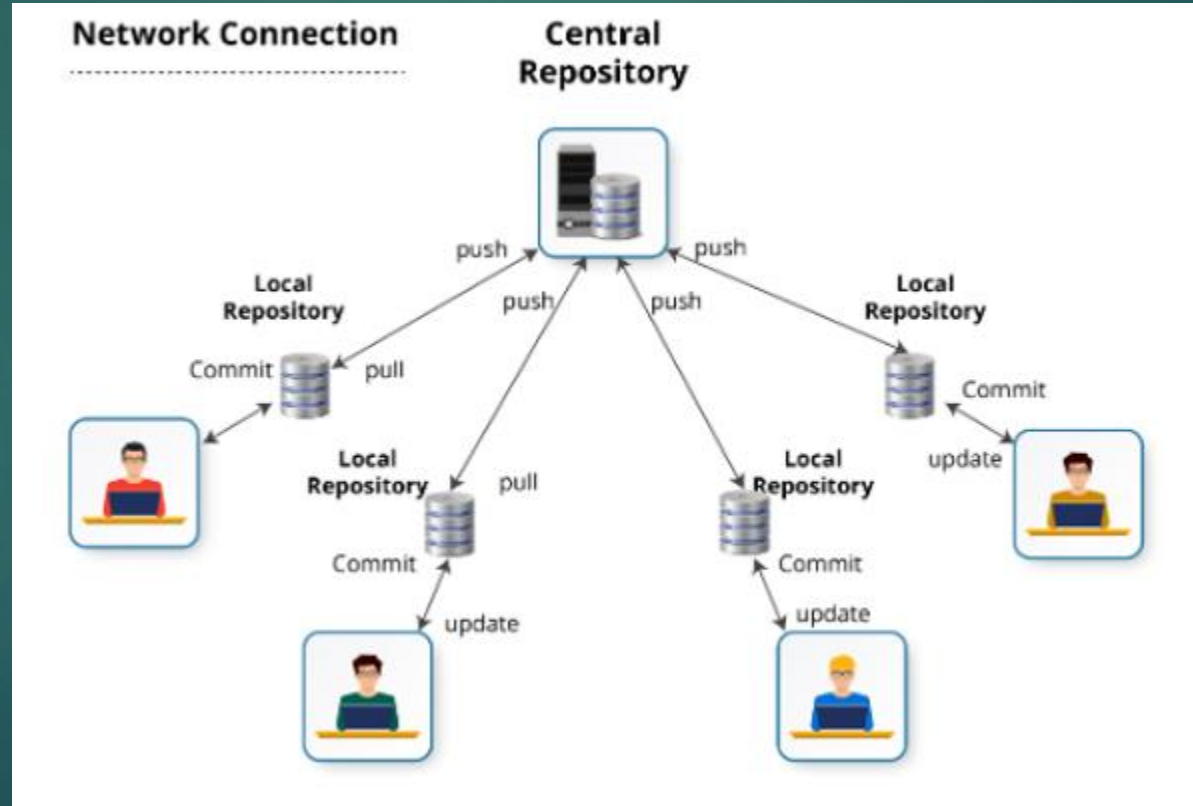 Network Connection
Central
Repository
push
push
Local
Repository
push
push
Local
Repository
Commit
pull
Commit
Local
Repository
pull
Local
Repository
update
Commit
Commit
update
update